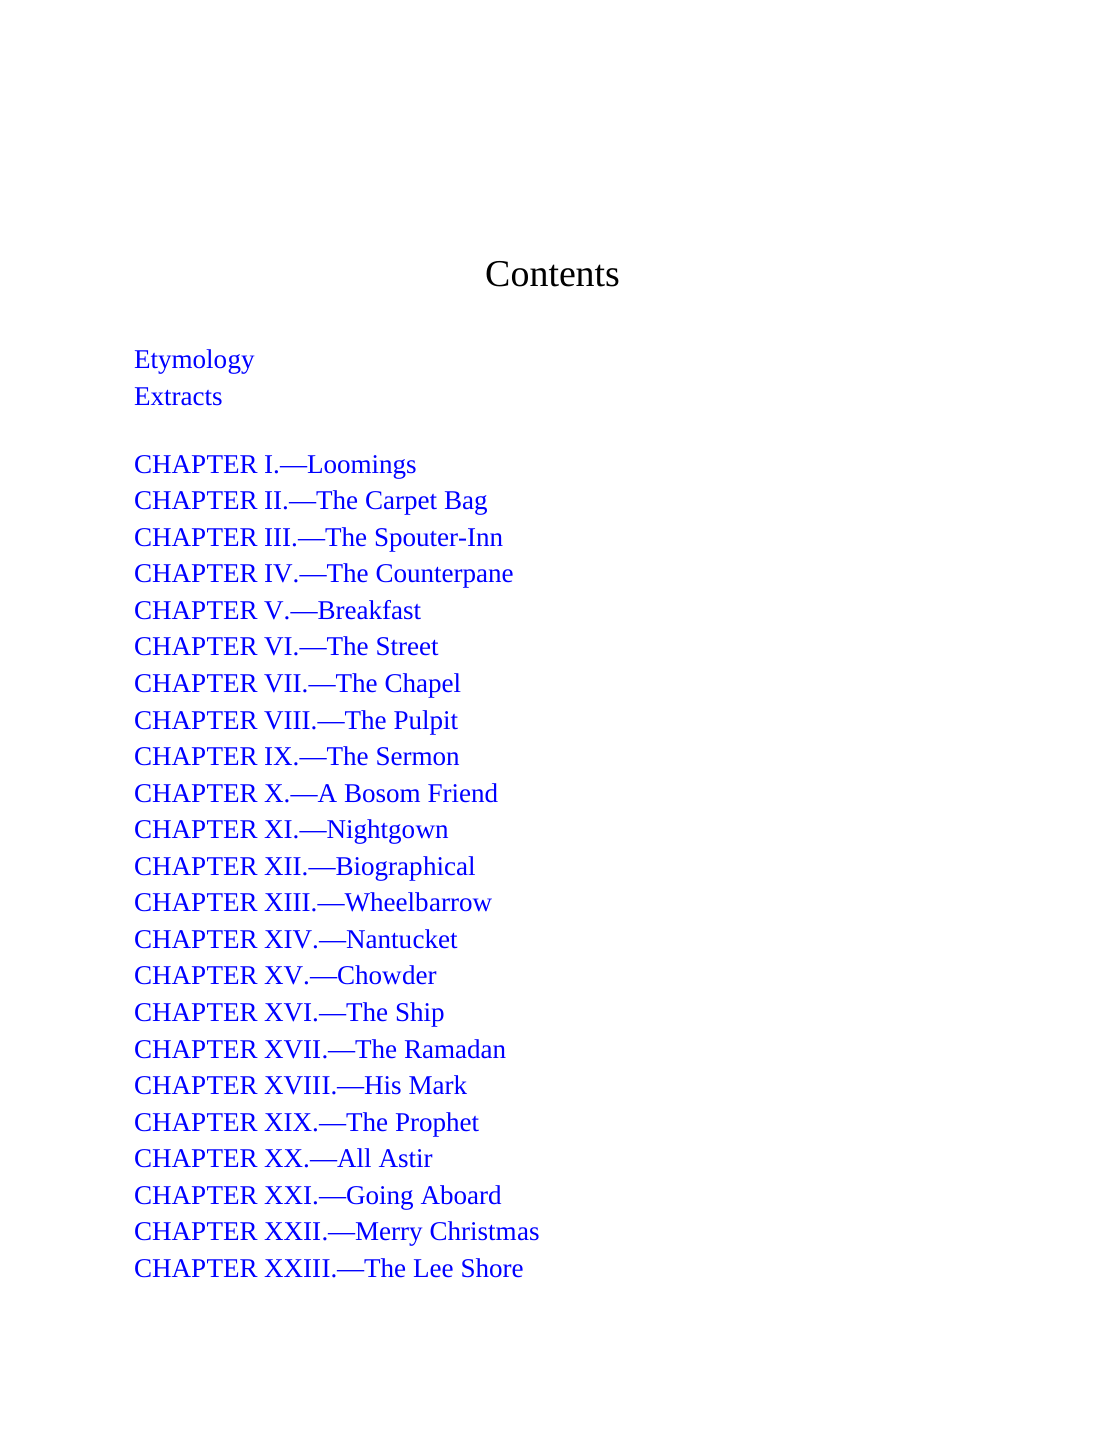 Contents
Etymology
Extracts
CHAPTER I.—Loomings
CHAPTER II.—The Carpet Bag
CHAPTER III.—The Spouter-Inn
CHAPTER IV.—The Counterpane
CHAPTER V.—Breakfast
CHAPTER VI.—The Street
CHAPTER VII.—The Chapel
CHAPTER VIII.—The Pulpit
CHAPTER IX.—The Sermon
CHAPTER X.—A Bosom Friend
CHAPTER XI.—Nightgown
CHAPTER XII.—Biographical
CHAPTER XIII.—Wheelbarrow
CHAPTER XIV.—Nantucket
CHAPTER XV.—Chowder
CHAPTER XVI.—The Ship
CHAPTER XVII.—The Ramadan
CHAPTER XVIII.—His Mark
CHAPTER XIX.—The Prophet
CHAPTER XX.—All Astir
CHAPTER XXI.—Going Aboard
CHAPTER XXII.—Merry Christmas
CHAPTER XXIII.—The Lee Shore